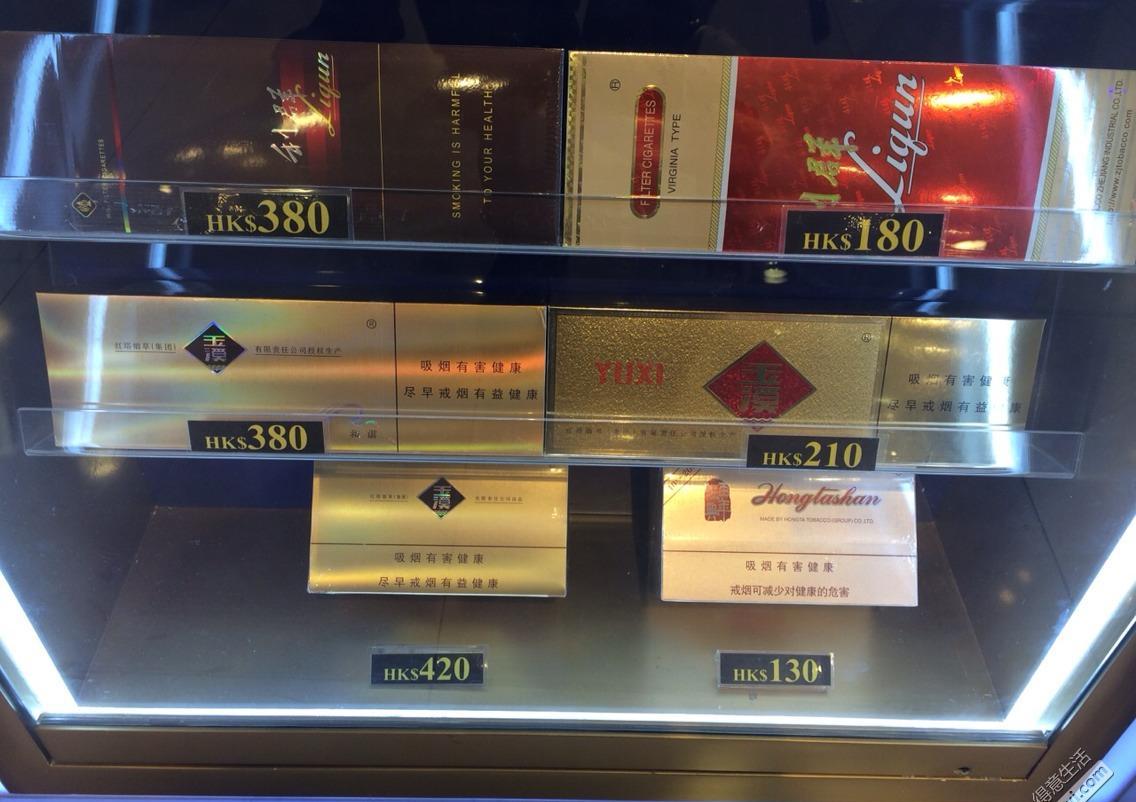 利群
Liqun
SMOKING IS HARMFUL
TO YOUR HEALTH
HK$380
FILTER CIGARETTES
VIRGINIA TYPE
利群
Liqun
HK$180
红塔烟草(集团)
玉溪
有限责任公司授权生产
®
吸烟有害健康
尽早戒烟有益健康
HK$380
YUXI
玉溪
®
吸烟有害健康
尽早戒烟有益健康
HK$210
红塔烟草(集团)
玉溪
吸烟有害健康
尽早戒烟有益健康
HK$420
Hongtashan
MADE BY HONGTA TOBACCO (GROUP) CO.,LTD.
吸烟有害健康
戒烟可减少对健康的危害
HK$130
得意生活